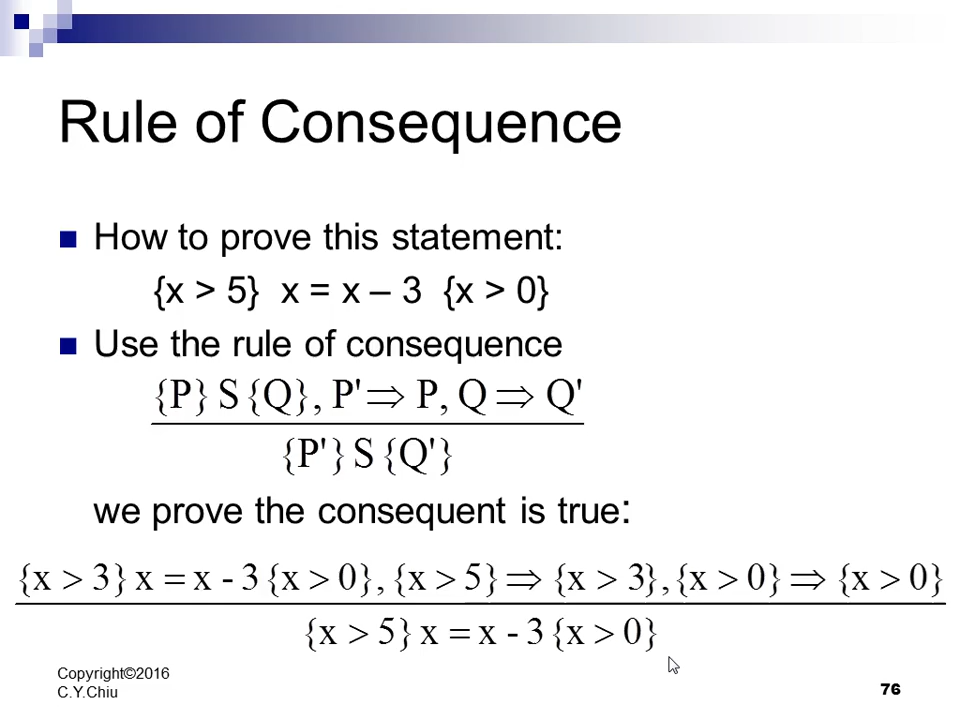 Rule of Consequence
How to prove this statement:
{x > 5} x = x – 3 {x > 0}
Use the rule of consequence
{P} S {Q}, P' ⇒ P, Q ⇒ Q'
{P'} S {Q'}
we prove the consequent is true:
{x > 3} x = x - 3 {x > 0}, {x > 5} ⇒ {x > 3}, {x > 0} ⇒ {x > 0}
{x > 5} x = x - 3 {x > 0}
Copyright©2016
C.Y.Chiu
76